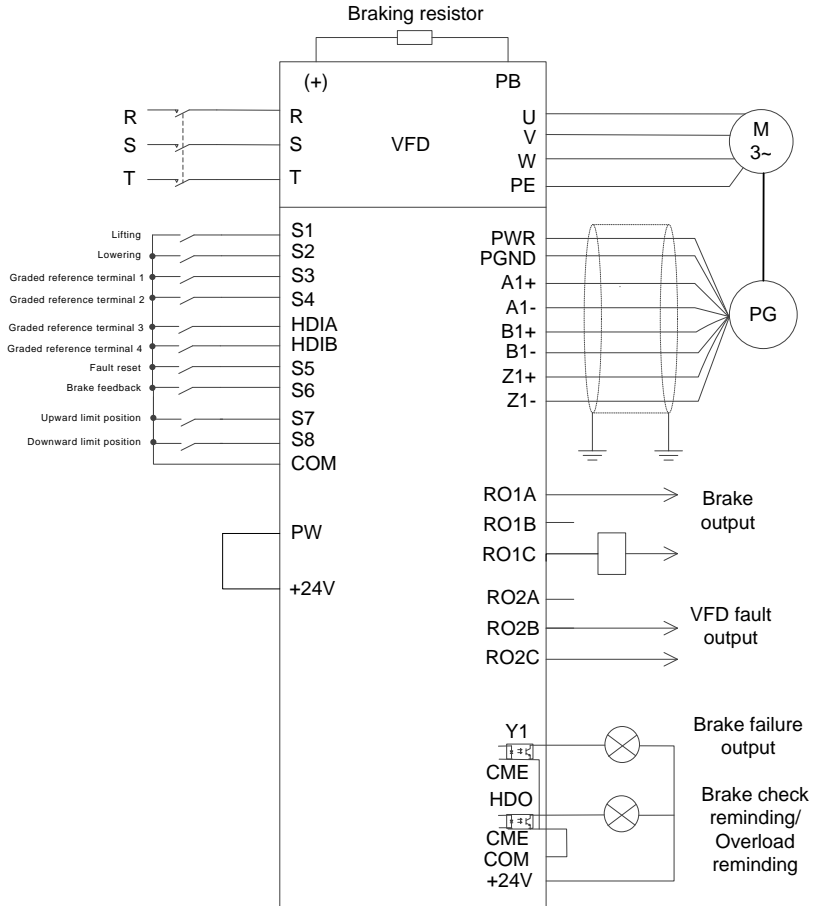 Braking resistor
(+)
PB
R
S
T
R
S
T
VFD
U
V
W
PE
M
3~
Lifting
Lowering
Graded reference terminal 1
Graded reference terminal 2
Graded reference terminal 3
Graded reference terminal 4
Fault reset
Brake feedback
Upward limit position
Downward limit position
S1
S2
S3
S4
HDIA
HDIB
S5
S6
S7
S8
COM
PW
+24V
PWR
PGND
A1+
A1-
B1+
B1-
Z1+
Z1-
PG
RO1A
RO1B
RO1C
Brake
output
RO2A
RO2B
RO2C
VFD fault
output
Y1
CME
HDO
CME
COM
+24V
Brake failure
output
Brake check
reminding/
Overload
reminding